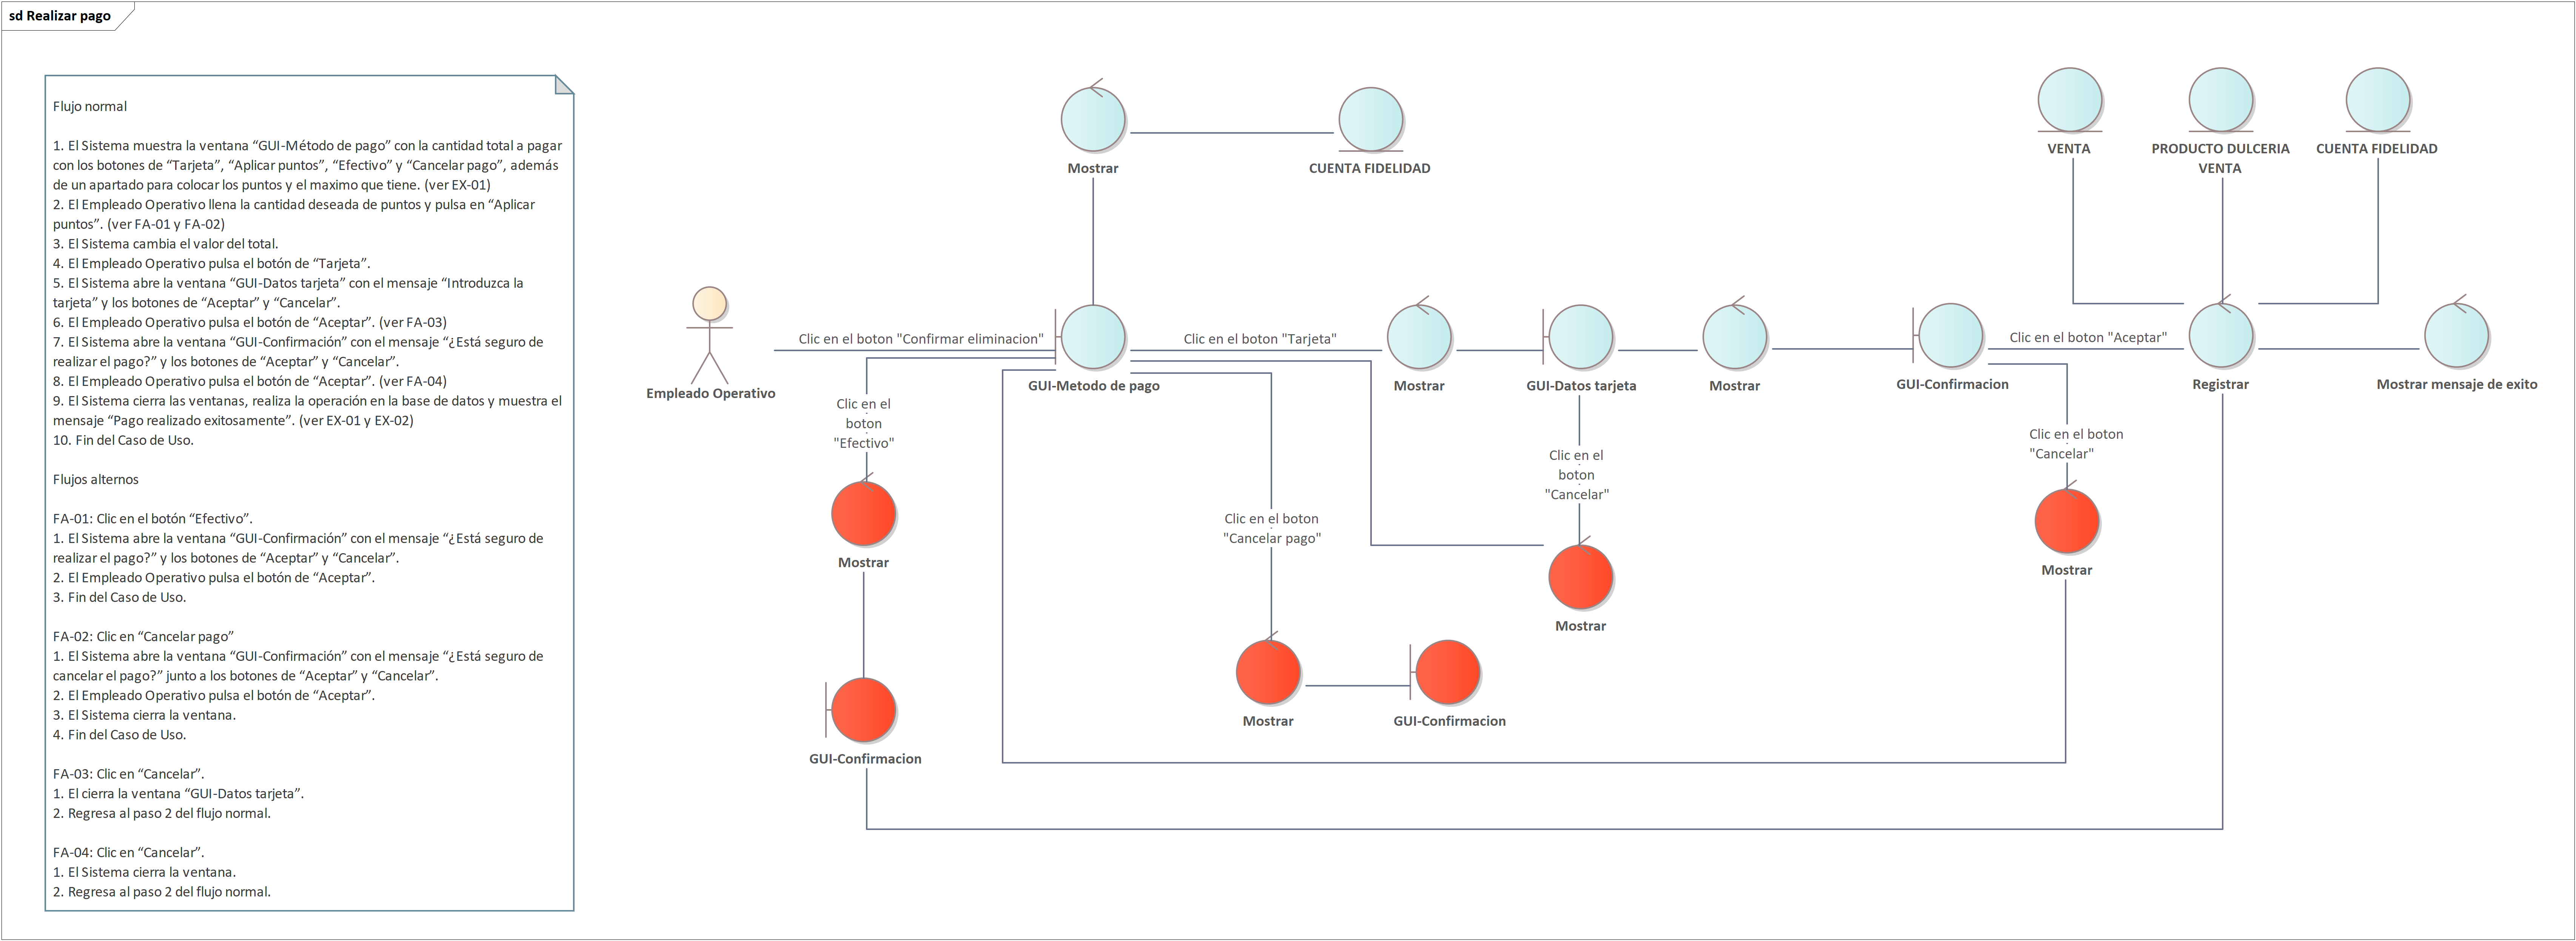 sd Realizar pago
Flujo normal
1. El Sistema muestra la ventana “GUI-Método de pago” con la cantidad total a pagar
con los botones de “Tarjeta”, “Aplicar puntos”, “Efectivo” y “Cancelar pago”, además
de un apartado para colocar los puntos y el maximo que tiene. (ver EX-01)
2. El Empleado Operativo llena la cantidad deseada de puntos y pulsa en “Aplicar
puntos”. (ver FA-01 y FA-02)
3. El Sistema cambia el valor del total.
4. El Empleado Operativo pulsa el botón de “Tarjeta”.
5. El Sistema abre la ventana “GUI-Datos tarjeta” con el mensaje “Introduzca la
tarjeta” y los botones de “Aceptar” y “Cancelar”.
6. El Empleado Operativo pulsa el botón de “Aceptar”. (ver FA-03)
7. El Sistema abre la ventana “GUI-Confirmación” con el mensaje “¿Está seguro de
realizar el pago?” y los botones de “Aceptar” y “Cancelar”.
8. El Empleado Operativo pulsa el botón de “Aceptar”. (ver FA-04)
9. El Sistema cierra las ventanas, realiza la operación en la base de datos y muestra el
mensaje “Pago realizado exitosamente”. (ver EX-01 y EX-02)
10. Fin del Caso de Uso.
Flujos alternos
FA-01: Clic en el botón “Efectivo”.
1. El Sistema abre la ventana “GUI-Confirmación” con el mensaje “¿Está seguro de
realizar el pago?” y los botones de “Aceptar” y “Cancelar”.
2. El Empleado Operativo pulsa el botón de “Aceptar”.
3. Fin del Caso de Uso.
FA-02: Clic en “Cancelar pago”
1. El Sistema abre la ventana “GUI-Confirmación” con el mensaje “¿Está seguro de
cancelar el pago?” junto a los botones de “Aceptar” y “Cancelar”.
2. El Empleado Operativo pulsa el botón de “Aceptar”.
3. El Sistema cierra la ventana.
4. Fin del Caso de Uso.
FA-03: Clic en “Cancelar”.
1. El cierra la ventana “GUI-Datos tarjeta”.
2. Regresa al paso 2 del flujo normal.
FA-04: Clic en “Cancelar”.
1. El Sistema cierra la ventana.
2. Regresa al paso 2 del flujo normal.
Mostrar
CUENTA FIDELIDAD
VENTA
PRODUCTO DULCERIA
VENTA
CUENTA FIDELIDAD
Empleado Operativo
Clic en el boton "Confirmar eliminacion"
GUI-Metodo de pago
Clic en el boton "Tarjeta"
Mostrar
GUI-Datos tarjeta
Mostrar
GUI-Confirmacion
Clic en el boton "Aceptar"
Registrar
Mostrar mensaje de exito
Clic en el
boton
"Efectivo"
Mostrar
GUI-Confirmacion
Clic en el boton
"Cancelar pago"
Mostrar
GUI-Confirmacion
Clic en el
boton
"Cancelar"
Mostrar
Clic en el boton
"Cancelar"
Mostrar